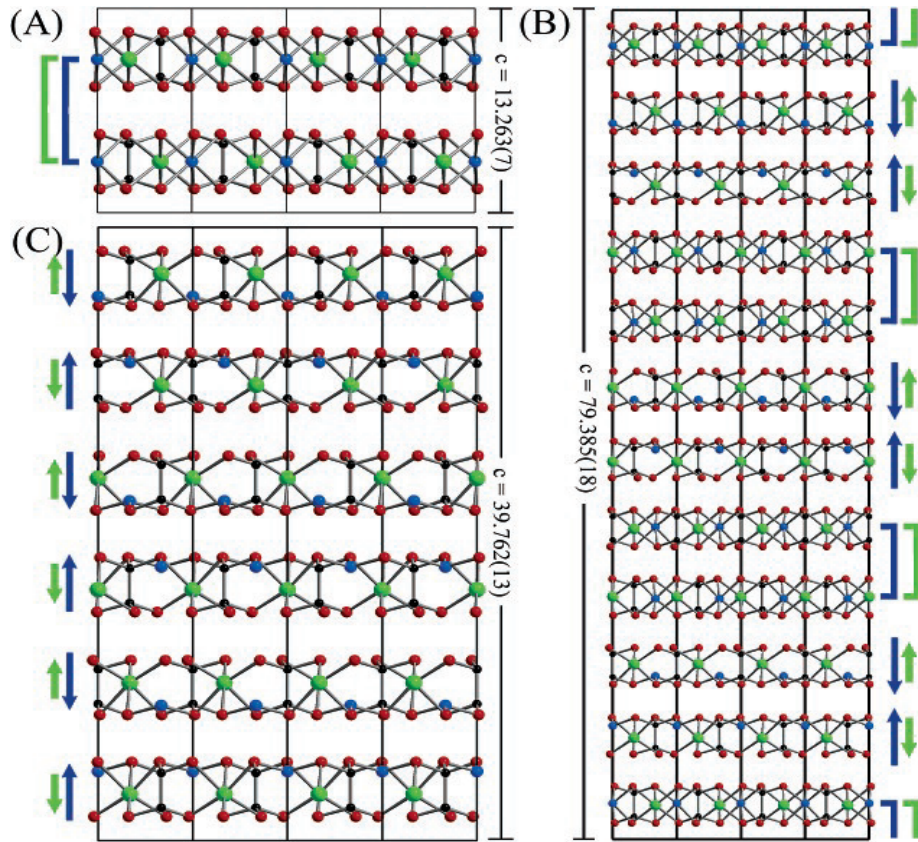 (A)
c = 13.263(7)
(B)
c = 79.385(18)
(C)
c = 39.762(13)